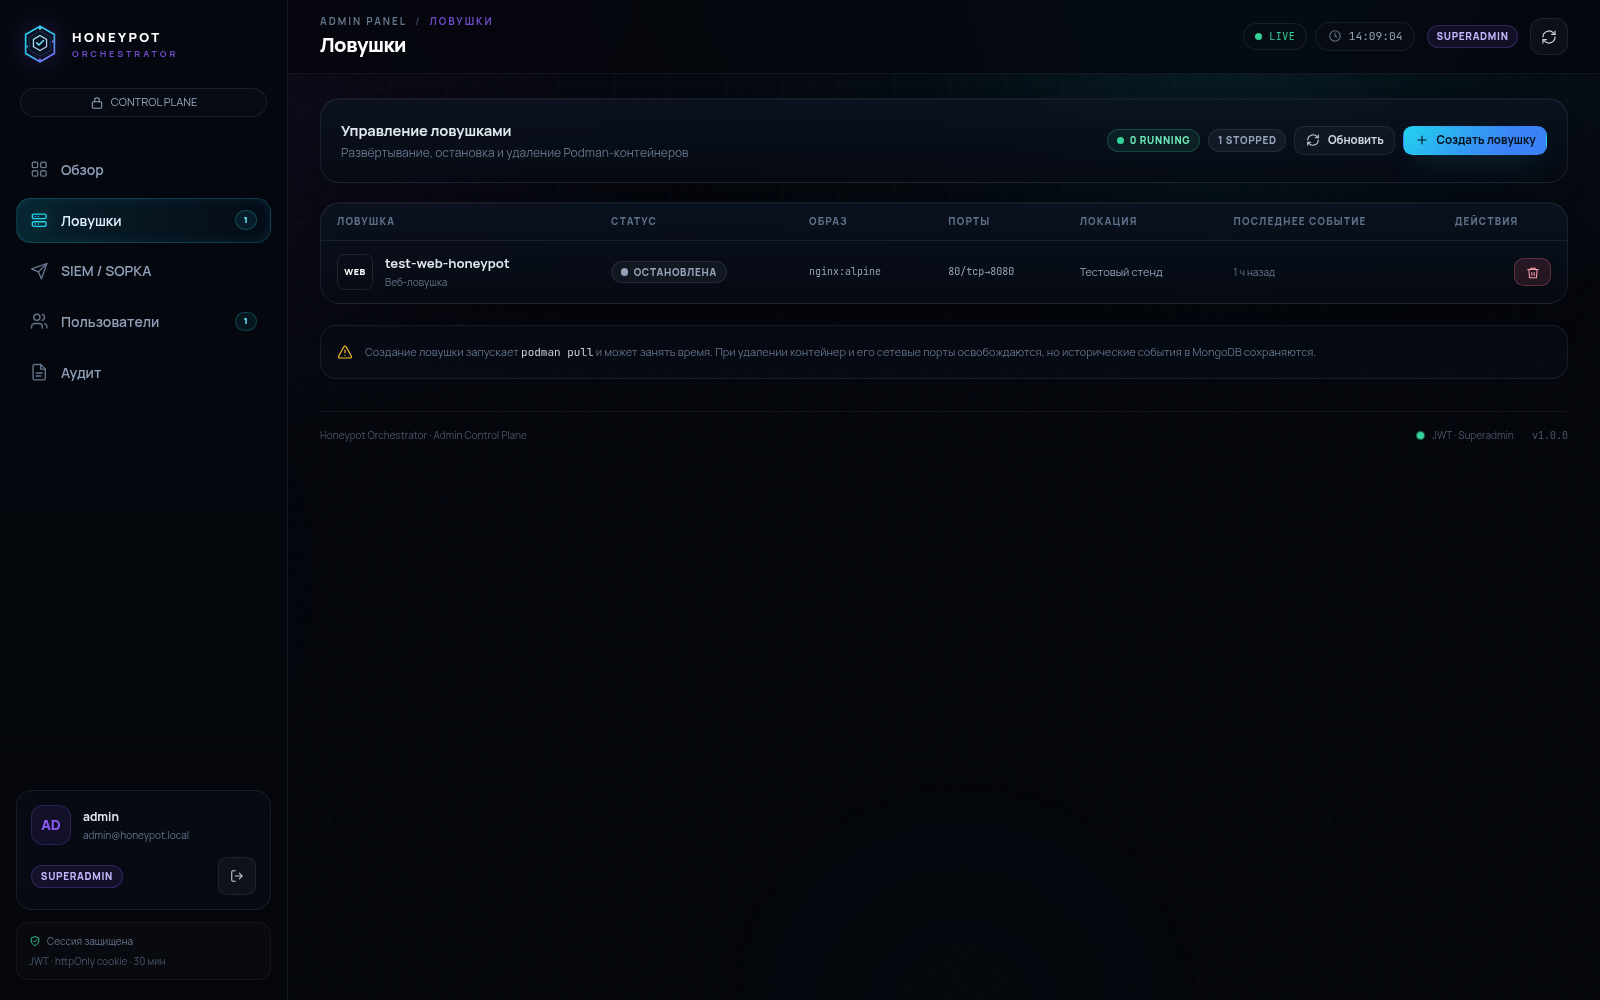 HONEYPOT
ORCHESTRATOR
CONTROL PLANE
Обзор
Ловушки 1
SIEM / SOPKA
Пользователи 1
Аудит
AD
admin
admin@honeypot.local
SUPERADMIN
Сессия защищена
JWT · httpOnly cookie · 30 мин
ADMIN PANEL / ЛОВУШКИ
Ловушки
LIVE 14:09:04 SUPERADMIN
Управление ловушками
Развёртывание, остановка и удаление Podman-контейнеров
0 RUNNING 1 STOPPED Обновить Создать ловушку
ЛОВУШКА СТАТУС ОБРАЗ ПОРТЫ ЛОКАЦИЯ ПОСЛЕДНЕЕ СОБЫТИЕ ДЕЙСТВИЯ
WEB test-web-honeypot ОСТАНОВЛЕНА nginx:alpine 80/tcp→8080 Тестовый стенд 1 ч назад
Веб-ловушка
Создание ловушки запускает podman pull и может занять время. При удалении контейнер и его сетевые порты освобождаются, но исторические события в MongoDB сохраняются.
Honeypot Orchestrator · Admin Control Plane
JWT · Superadmin · v1.0.0